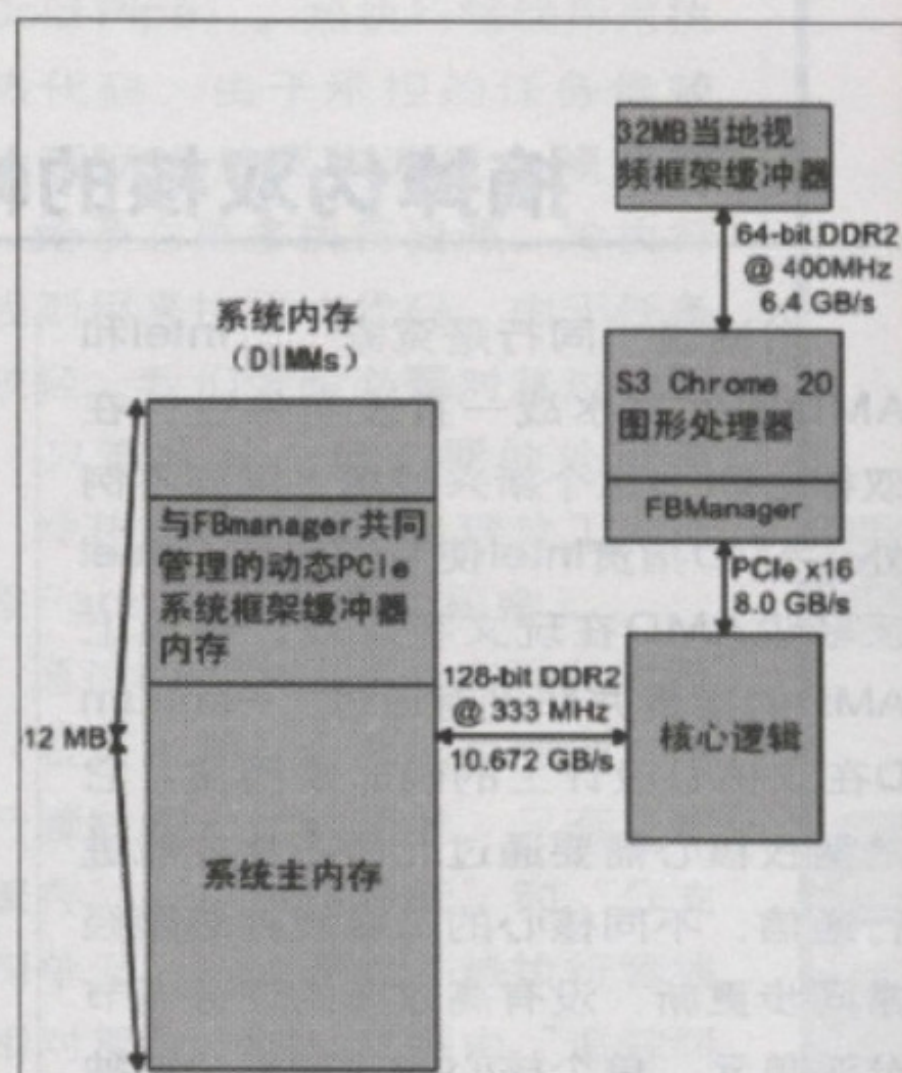 32MB当地视
频框架缓冲器
64-bit DDR2
@ 400MHz
6.4 GB/s
系统内存
(DIMMs)
S3 Chrome 20
图形处理器
FBManager
与FBmanager共同
管理的动态PCIe
系统框架缓冲器
内存
PCIe x16
8.0 GB/s
128-bit DDR2
@ 333 MHz
10.672 GB/s
12 MB
核心逻辑
系统主内存